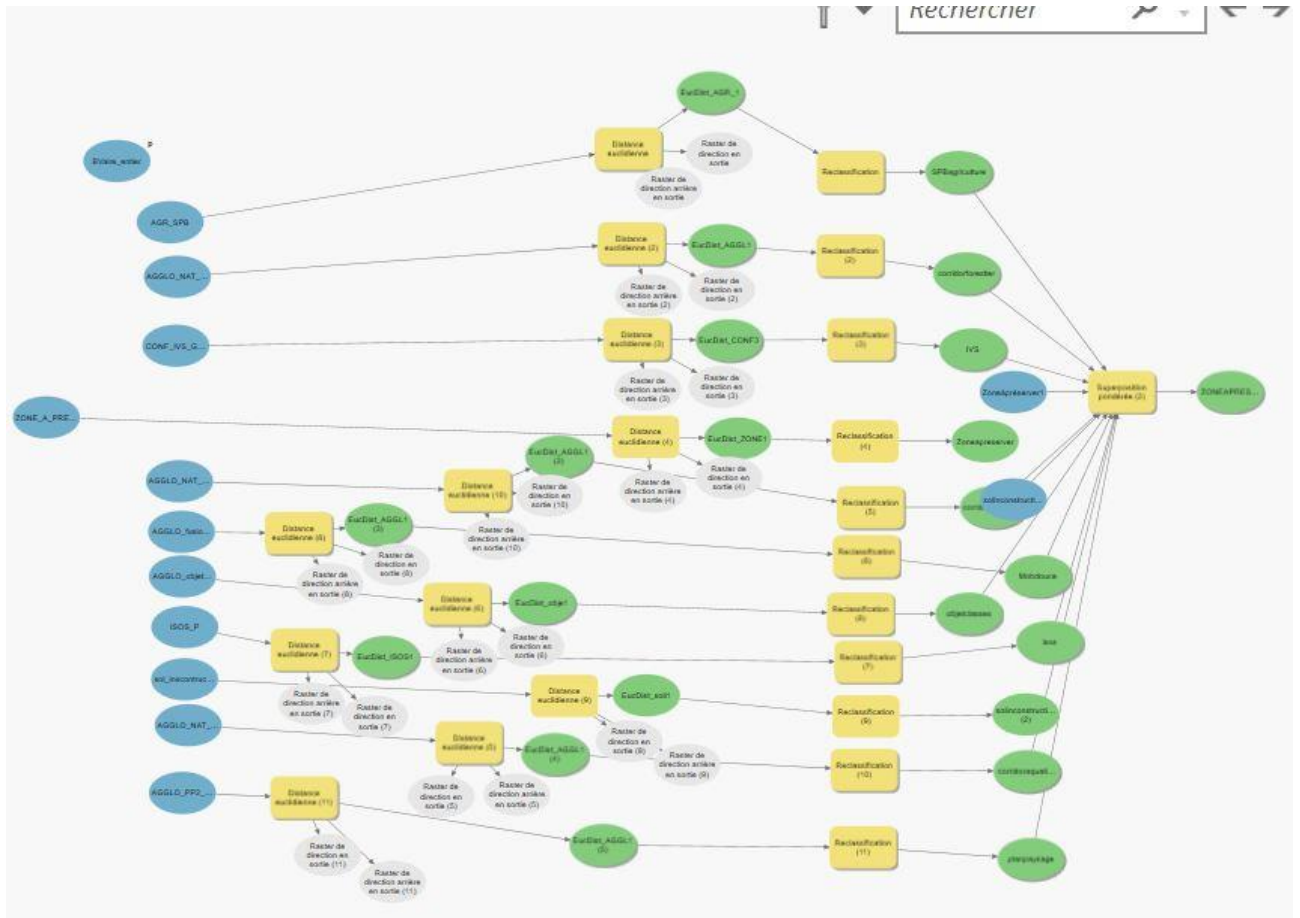 Rechercher
EucDist_AGR_1
P
Distance
euclidienne
Raster de
direction en
sortie
Raster de
direction arrière
en sortie
Reclassification
SPBagriculture
AGR_SPB
AGGLO_NAT_...
Distance
euclidienne (2)
EucDist_AGGL1
Raster de
direction arrière
en sortie (2)
Raster de
direction en
sortie (2)
Reclassification
(2)
corridorforestier
CONF_IVS_G...
Distance
euclidienne (3)
EucDist_CONF3
Raster de
direction arrière
en sortie (3)
Raster de
direction en
sortie (3)
Reclassification
(3)
IVS
Zoneàpréserver1
Superposition
pondérée (2)
ZONEAPRES...
ZONE_A_PRE...
Distance
euclidienne (4)
EucDist_ZONE1
Raster de
direction arrière
en sortie (4)
Raster de
direction en
sortie (4)
Reclassification
(4)
Zoneapreserver
AGGLO_NAT_...
Distance
euclidienne (10)
EucDist_AGGL1
(2)
Raster de
direction en
sortie (10)
Raster de
direction arrière
en sortie (10)
Reclassification
(5)
solinconstructi...
AGGLO_...
Distance
euclidienne (8)
EucDist_AGGL1
(3)
Raster de
direction arrière
en sortie (8)
Raster de
direction en
sortie (8)
Reclassification
Mobdouce
AGGLO_objet...
Distance
euclidienne (6)
EucDist_objet1
Raster de
direction arrière
en sortie (6)
Raster de
direction en
sortie (6)
Reclassification
objetclasses
ISOS_P
Distance
euclidienne (7)
EucDist_ISOS1
Raster de
direction arrière
en sortie (7)
Raster de
direction en
sortie (7)
Reclassification
(7)
isos
sol_inscontruc...
Distance
euclidienne (9)
EucDist_soli1
Raster de
direction en
sortie (9)
Raster de
direction arrière
en sortie (9)
Reclassification
(9)
solinconstructi...
(2)
AGGLO_NAT_...
Distance
euclidienne (5)
EucDist_AGGL1
(4)
Raster de
direction arrière
en sortie (5)
Raster de
direction en
sortie (5)
Reclassification
(10)
corridoraquati...
AGGLO_PP2_...
Distance
euclidienne (11)
EucDist_AGGL1
(5)
Raster de
direction en
sortie (11)
Raster de
direction arrière
en sortie (11)
Reclassification
(11)
planpaysage